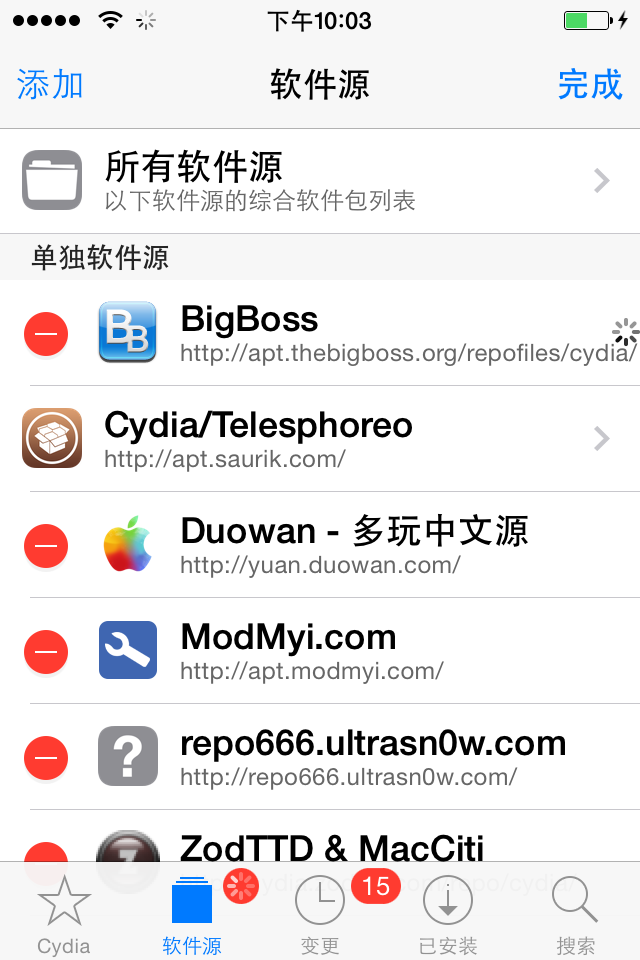 下午10:03
添加
软件源
完成
所有软件源
以下软件源的综合软件包列表
单独软件源
BigBoss
http://apt.thebigboss.org/repofiles/cydia/
Cydia/Telesphoreo
http://apt.saurik.com/
Duowan - 多玩中文源
http://yuan.duowan.com/
ModMyi.com
http://apt.modmyi.com/
repo666.ultrasn0w.com
http://repo666.ultrasn0w.com/
ZodTTD & MacCiti
15
Cydia
软件源
变更
已安装
搜索